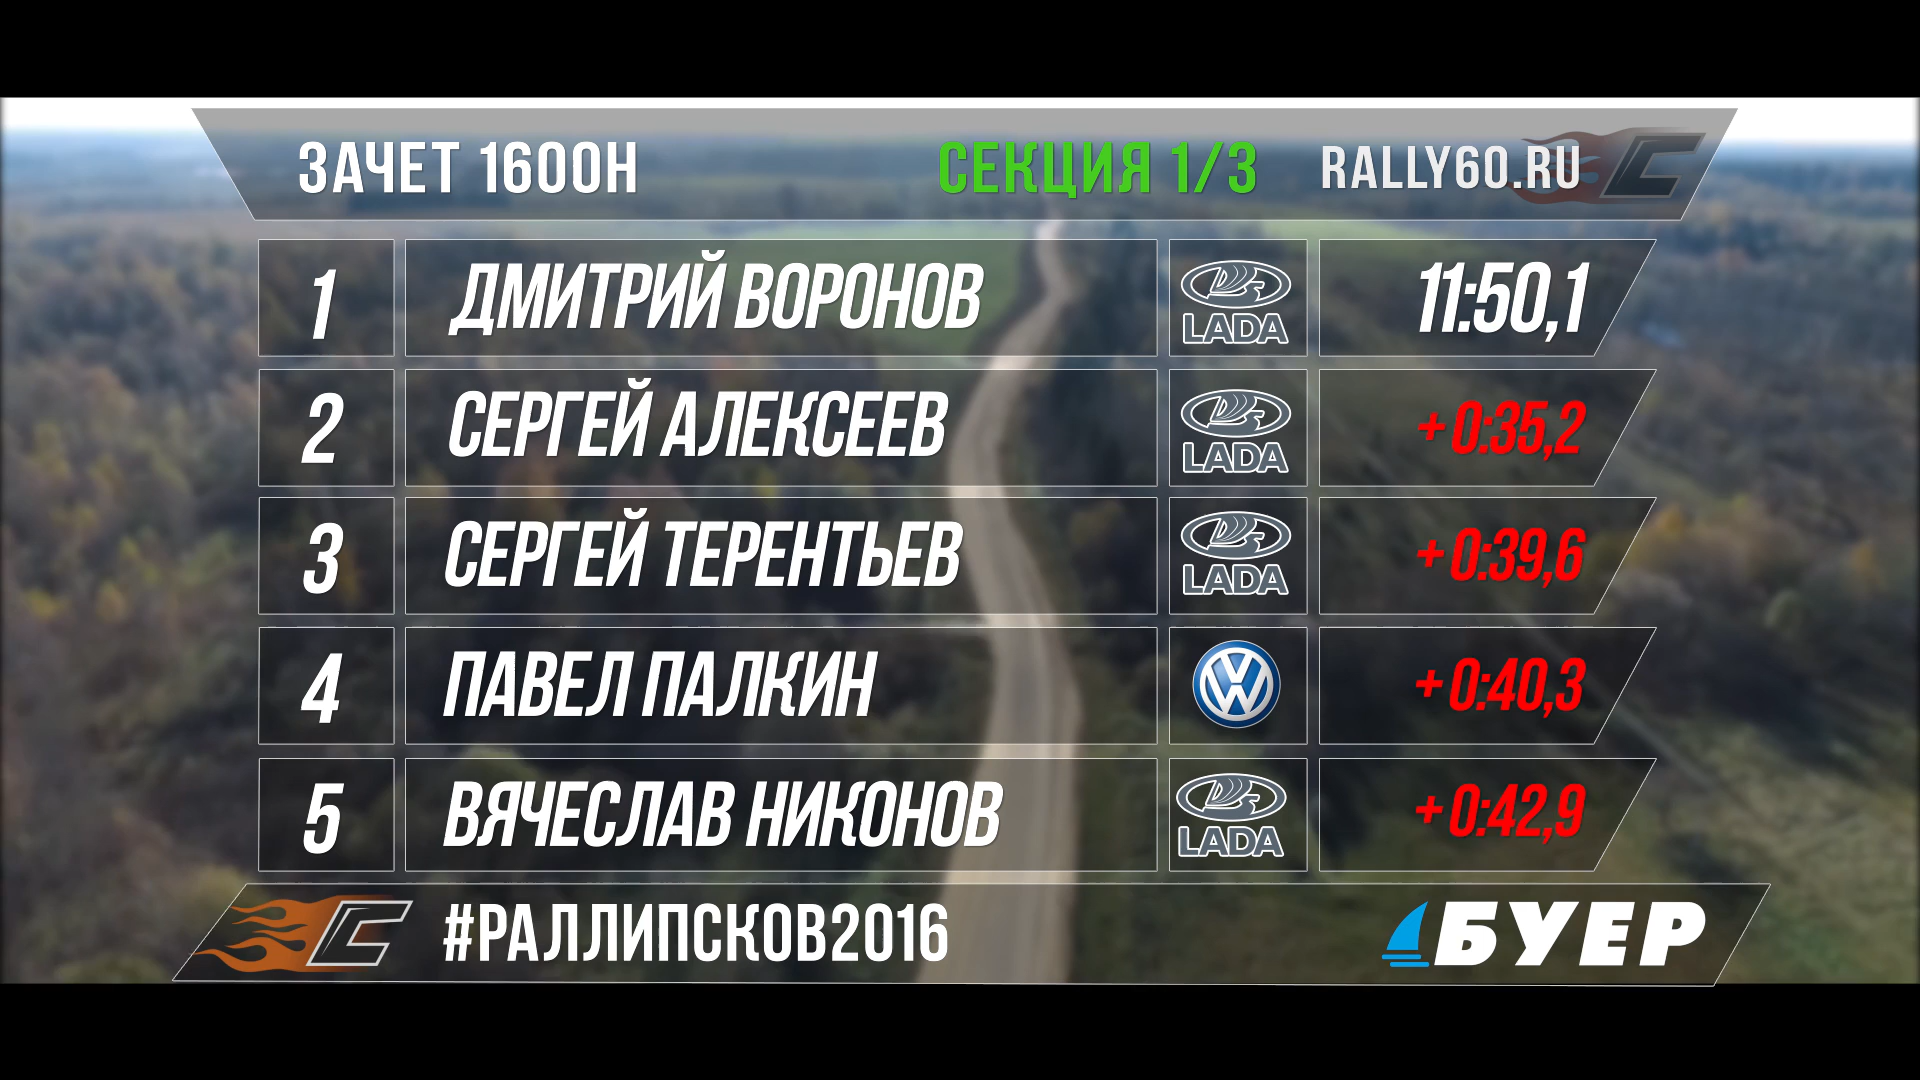 ЗАЧЕТ 1600Н СЕКЦИЯ 1/3 RALLY60.RU
1 ДМИТРИЙ ВОРОНОВ LADA 11:50,1
2 СЕРГЕЙ АЛЕКСЕЕВ LADA +0:35,2
3 СЕРГЕЙ ТЕРЕНТЬЕВ LADA +0:39,6
4 ПАВЕЛ ПАЛКИН +0:40,3
5 ВЯЧЕСЛАВ НИКОНОВ LADA +0:42,9
#РАЛЛИПСКОВ2016 БУЕР